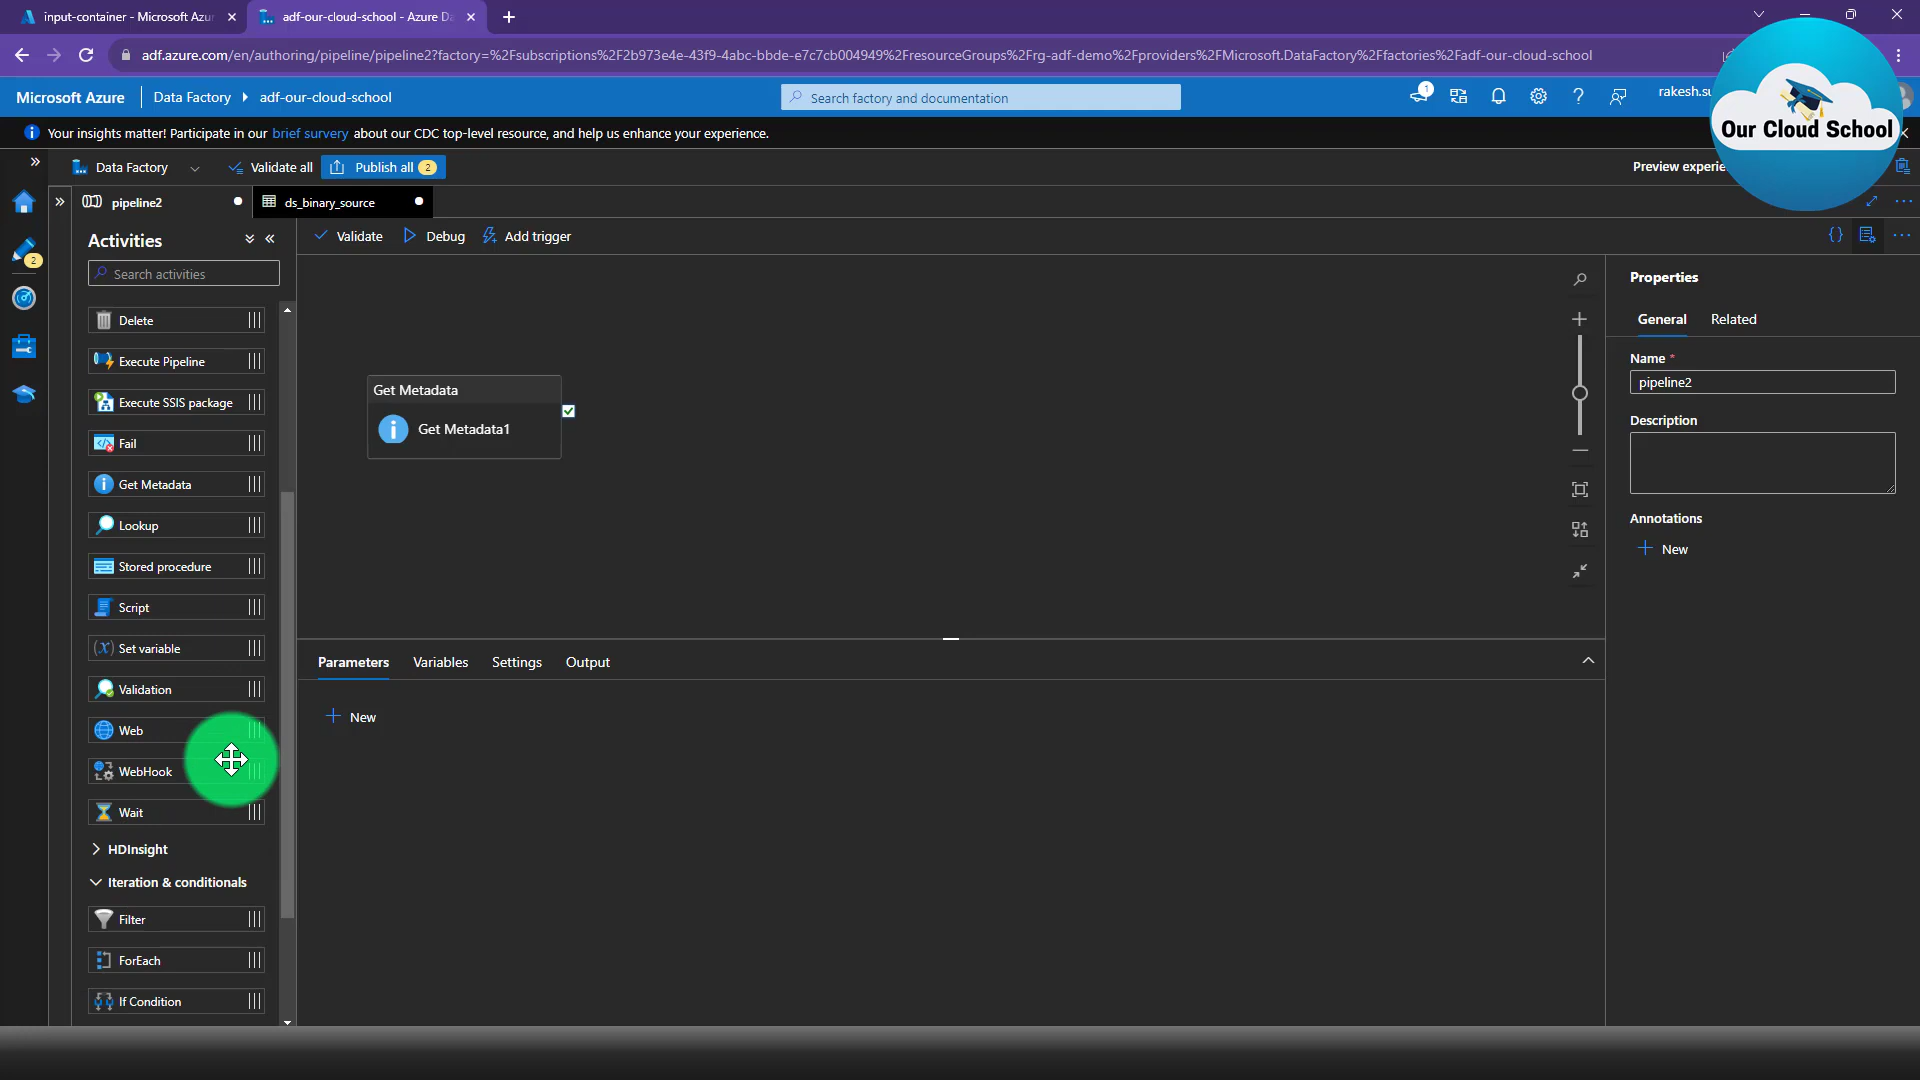 input-container - Microsoft Azu
adf-our-cloud-school - Azure Da
adf.azure.com/en/authoring/pipeline/pipeline2?factory=%2Fsubscriptions%2F2b973e4e-43f9-4abc-bbde-e7c7cb004949%2FresourceGroups%2Frg-adf-demo%2Fproviders%2FMicrosoft.DataFactory%2Ffactories%2Fadf-our-cloud-school
Microsoft Azure
Data Factory
adf-our-cloud-school
Search factory and documentation
1
rakesh.su
Our Cloud School
Your insights matter! Participate in our brief survey about our CDC top-level resource, and help us enhance your experience.
Data Factory
Validate all
Publish all 2
Preview experie
pipeline2
ds_binary_source
2
Activities
Search activities
Validate
Debug
Add trigger
Delete
Execute Pipeline
Execute SSIS package
Fail
Get Metadata
Lookup
Stored procedure
Script
Set variable
Validation
Web
WebHook
Wait
HDInsight
Iteration & conditionals
Filter
ForEach
If Condition
Get Metadata
Get Metadata1
Parameters
Variables
Settings
Output
New
Properties
General
Related
Name *
pipeline2
Description
Annotations
New